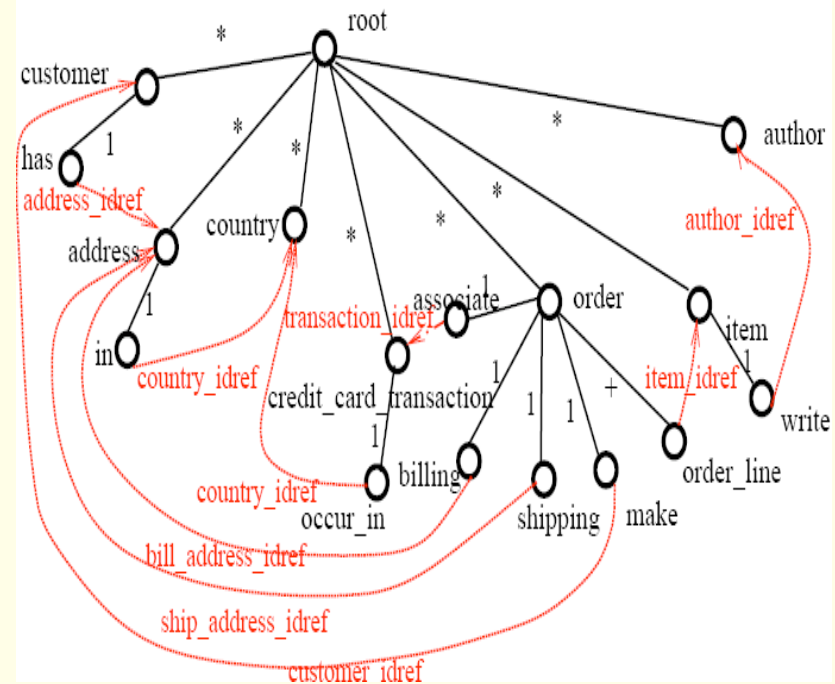 root
*
customer
*
*
*
author
1
has
*
*
*
address_idref
author_idref
country
address
1
associate
order
transaction_idref
1
item
in
1
country_idref
1
item_idref
+
credit_card_transaction
1
1
write
1
billing
order_line
country_idref
shipping
make
occur_in
bill_address_idref
ship_address_idref
customer_idref